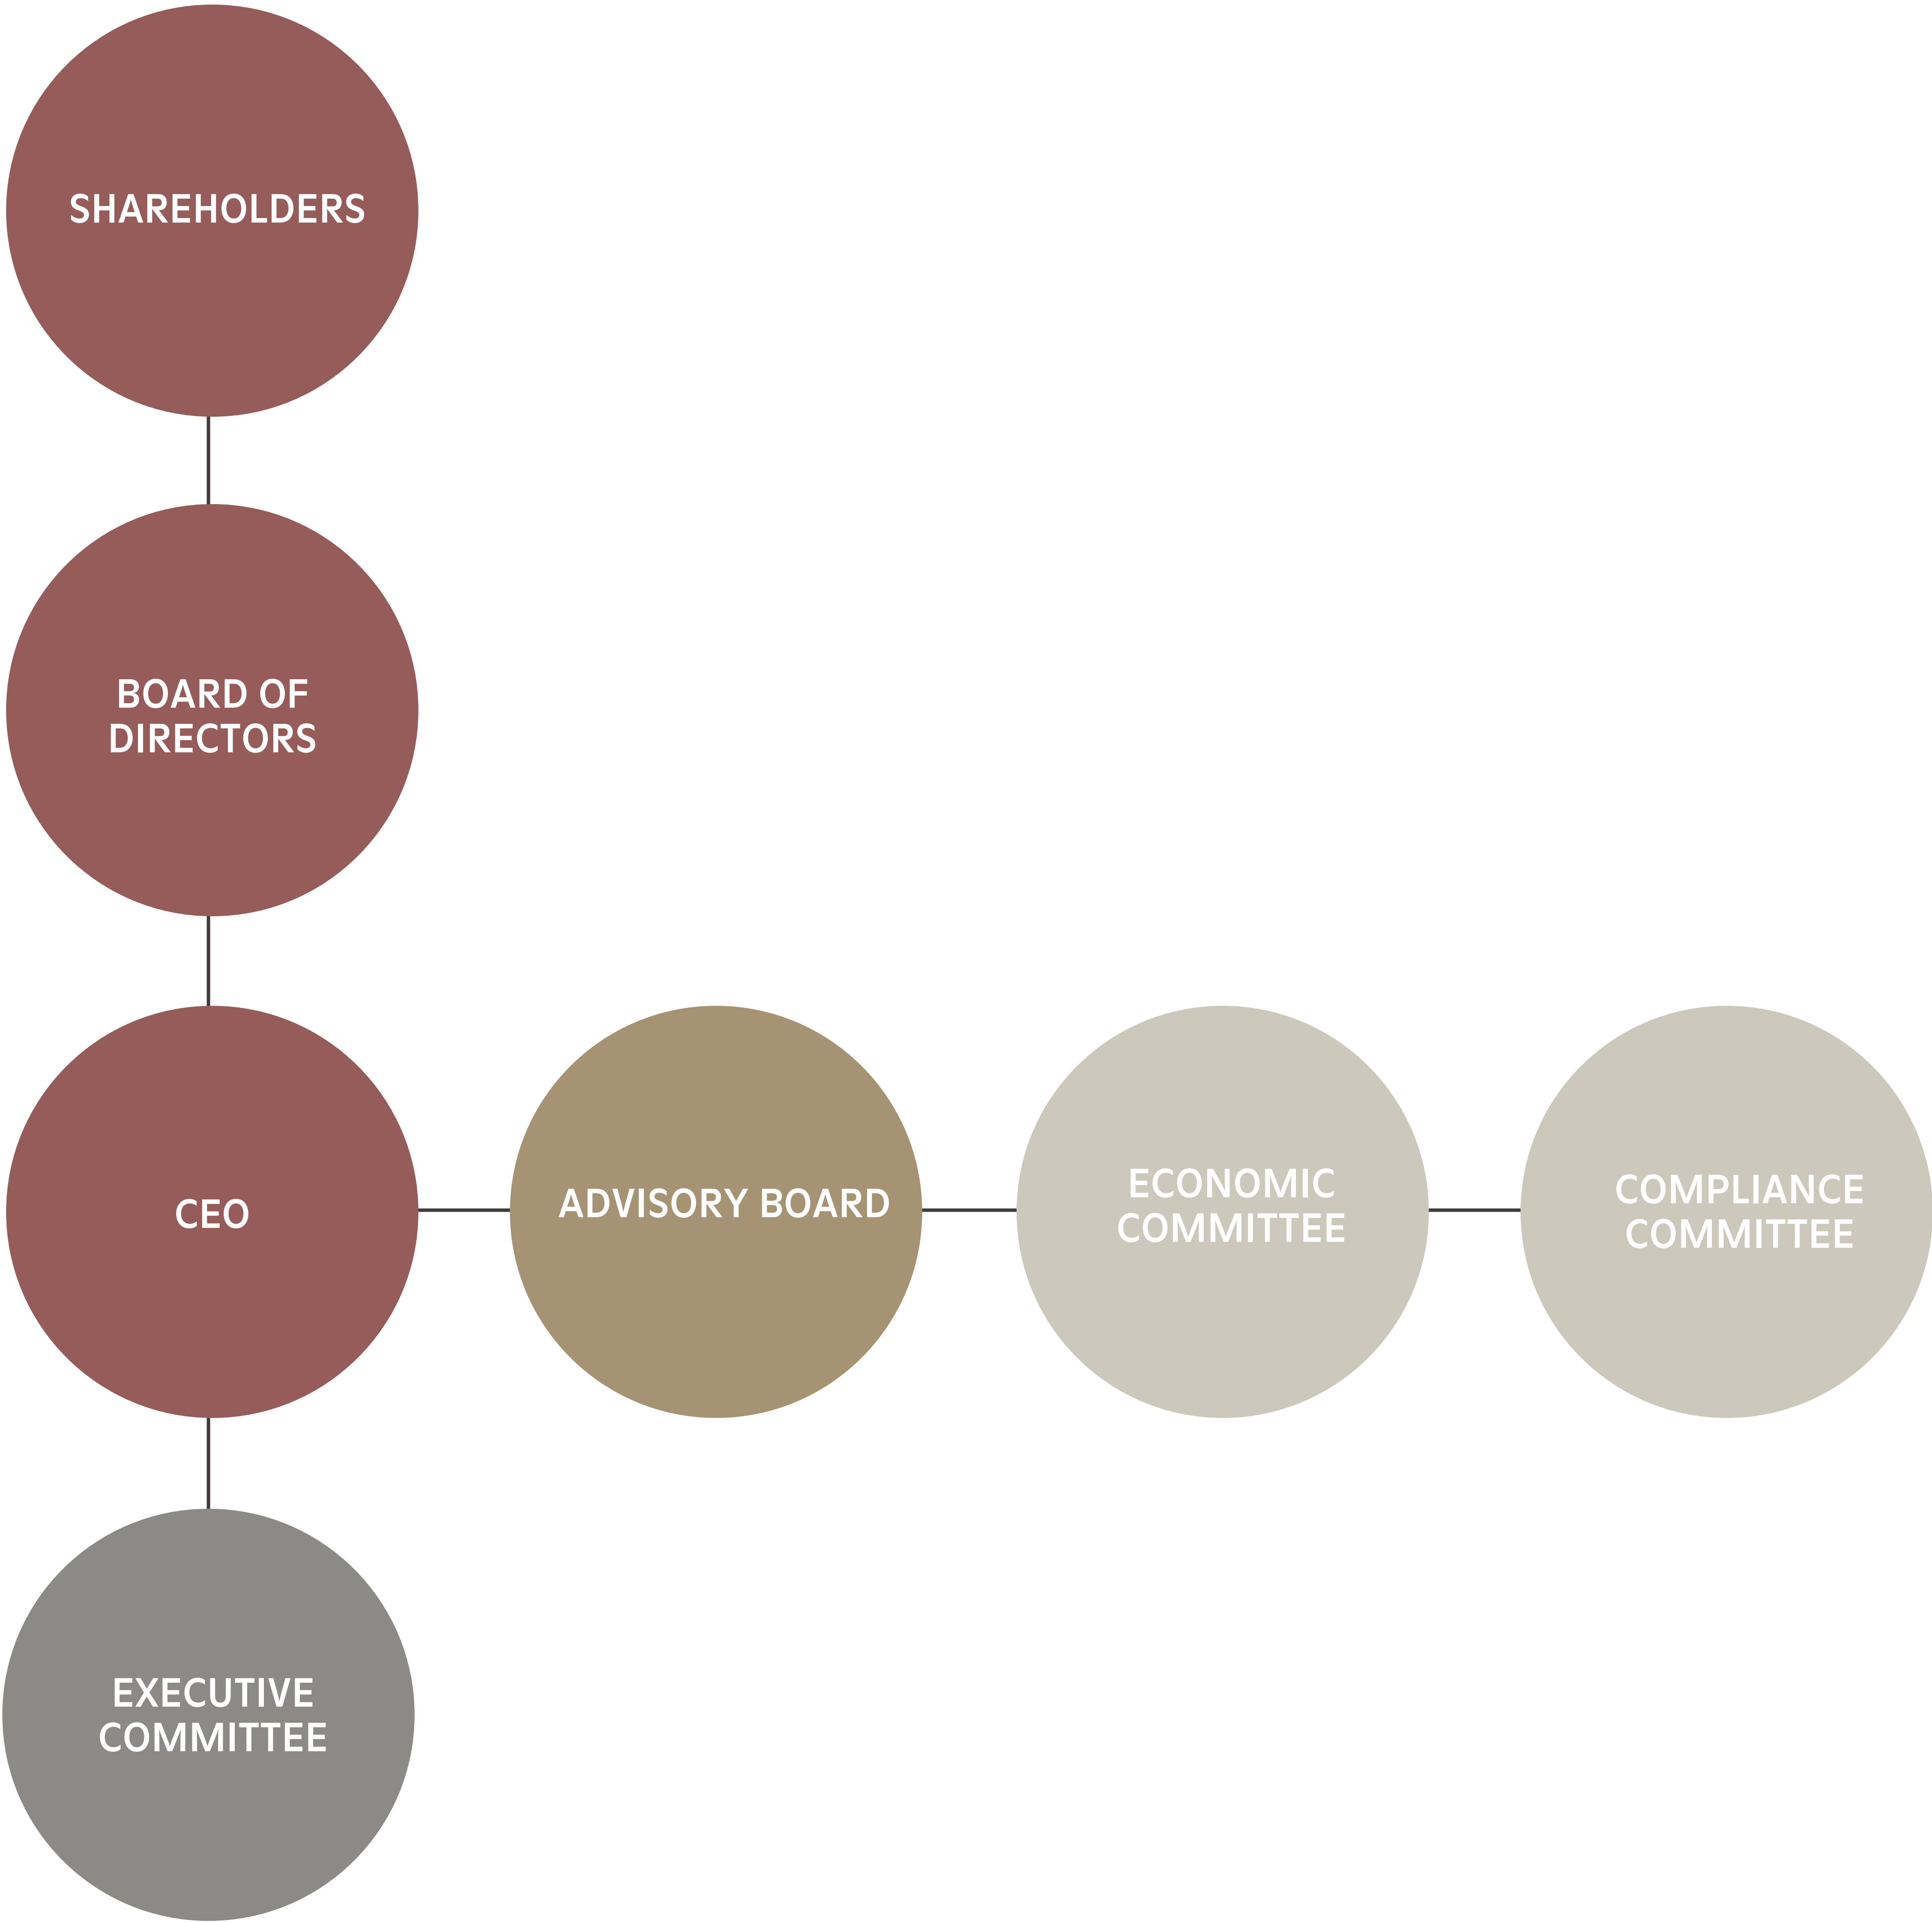 SHAREHOLDERS
BOARD OF
DIRECTORS
CEO
ADVISORY BOARD
ECONOMIC
COMMITTEE
COMPLIANCE
COMMITTEE
EXECUTIVE
COMMITTEE